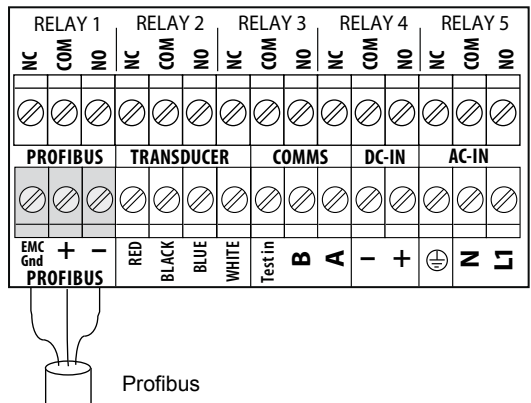 RELAY 1 RELAY 2 RELAY 3 RELAY 4 RELAY 5
NC COM NO NC COM NO NC COM NO NC COM NO NC COM NO
PROFIBUS TRANSDUCER COMMS DC-IN AC-IN
EMC Gnd + − RED BLACK BLUE WHITE Test in B A − + N L1
PROFIBUS
Profibus